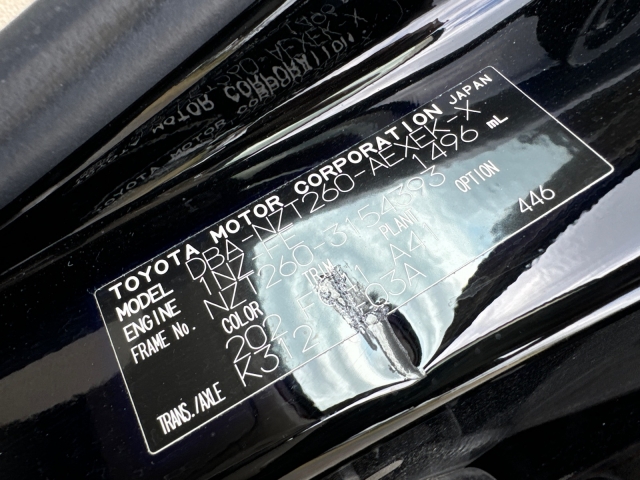 TOYOTA MOTOR CORPORATION JAPAN
MODEL DBA-NZT260-AEXEK-X
ENGINE 1NZ-FE 1496 mL
FRAME No. NZT260-3154393
COLOR TRIM PLANT OPTION
202 A4 446
TRANS./AXLE K312